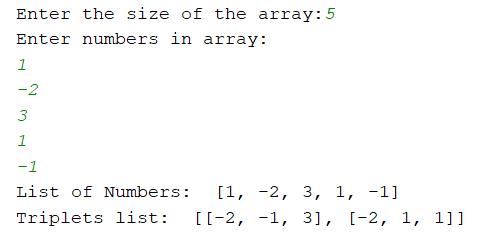 Enter the size of the array:5
Enter numbers in array:
1
-2
3
1
-1
List of Numbers:  [1, -2, 3, 1, -1]
Triplets list:  [[-2, -1, 3], [-2, 1, 1]]